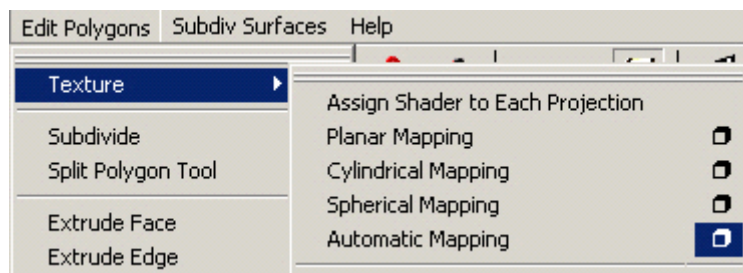 Edit Polygons Subdiv Surfaces Help
Texture
Subdivide
Split Polygon Tool
Extrude Face
Extrude Edge
Assign Shader to Each Projection
Planar Mapping
Cylindrical Mapping
Spherical Mapping
Automatic Mapping